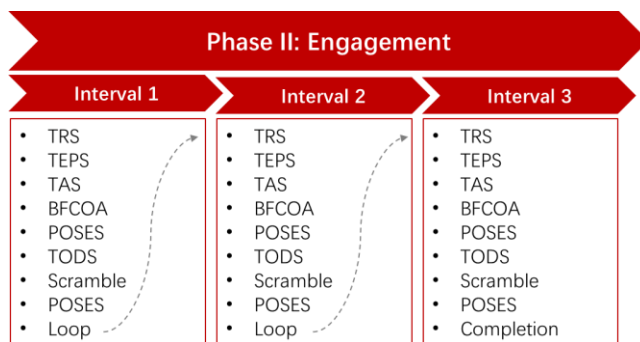 Phase II: Engagement
Interval 1
• TRS
• TEPS
• TAS
• BFCOA
• POSES
• TODS
• Scramble
• POSES
• Loop
Interval 2
• TRS
• TEPS
• TAS
• BFCOA
• POSES
• TODS
• Scramble
• POSES
• Loop
Interval 3
• TRS
• TEPS
• TAS
• BFCOA
• POSES
• TODS
• Scramble
• POSES
• Completion